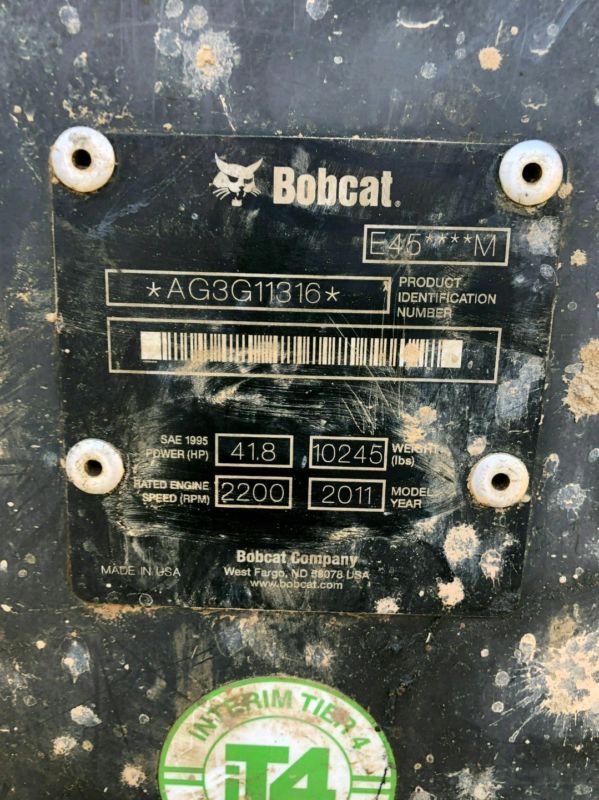 Bobcat.
E45****M
*AG3G11316*
PRODUCT
IDENTIFICATION
NUMBER
SAE 1995
POWER (HP)
41.8
10245
WEIGHT
(lbs)
RATED ENGINE
SPEED (RPM)
2200
2011
MODEL
YEAR
Bobcat Company
MADE IN USA
West Fargo, ND 58078 USA
www.bobcat.com
INTERIM TIER 4
iT4